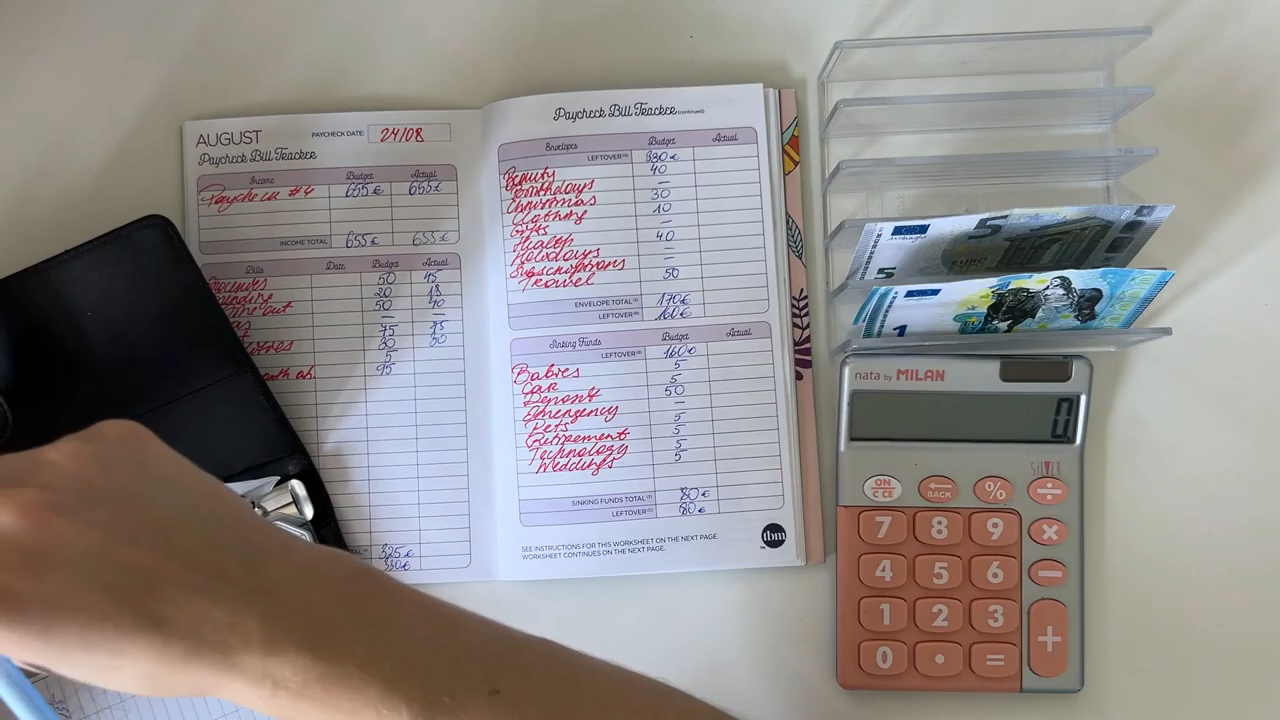 AUGUST
PAYCHECK DATE: 24/08
Paycheck Bill Tracker
Income Budget Actual
Paycheck #4 655€ 655€
INCOME TOTAL 655€ 655€
Bills Date Budget Actual
50 45
20 18
me out 50 40
—
75 75
30 30
5
95
325€
330€
Paycheck Bill Tracker (continued)
Envelopes Budget Actual
LEFTOVER (A) 330€
Beauty 40
Birthdays —
Christmas 30
Clothing 10
Gifts —
Health 40
Holidays —
Subscriptions
Travel 50
ENVELOPE TOTAL (2) 170€
LEFTOVER (B) 160€
Sinking Funds Budget Actual
LEFTOVER (B) 160€
Babies 5
Car 5
Deposit 50
Emergency —
Pets 5
Retirement 5
Technology 5
Weddings 5
SINKING FUNDS TOTAL (3) 80€
LEFTOVER (C) 80€
SEE INSTRUCTIONS FOR THIS WORKSHEET ON THE NEXT PAGE.
WORKSHEET CONTINUES ON THE NEXT PAGE.
tbm
5
5
EURO
nata by MILAN
0
SILVER
ON
C CE
BACK
%
÷
7 8 9 ×
4 5 6 −
1 2 3 +
0 . =